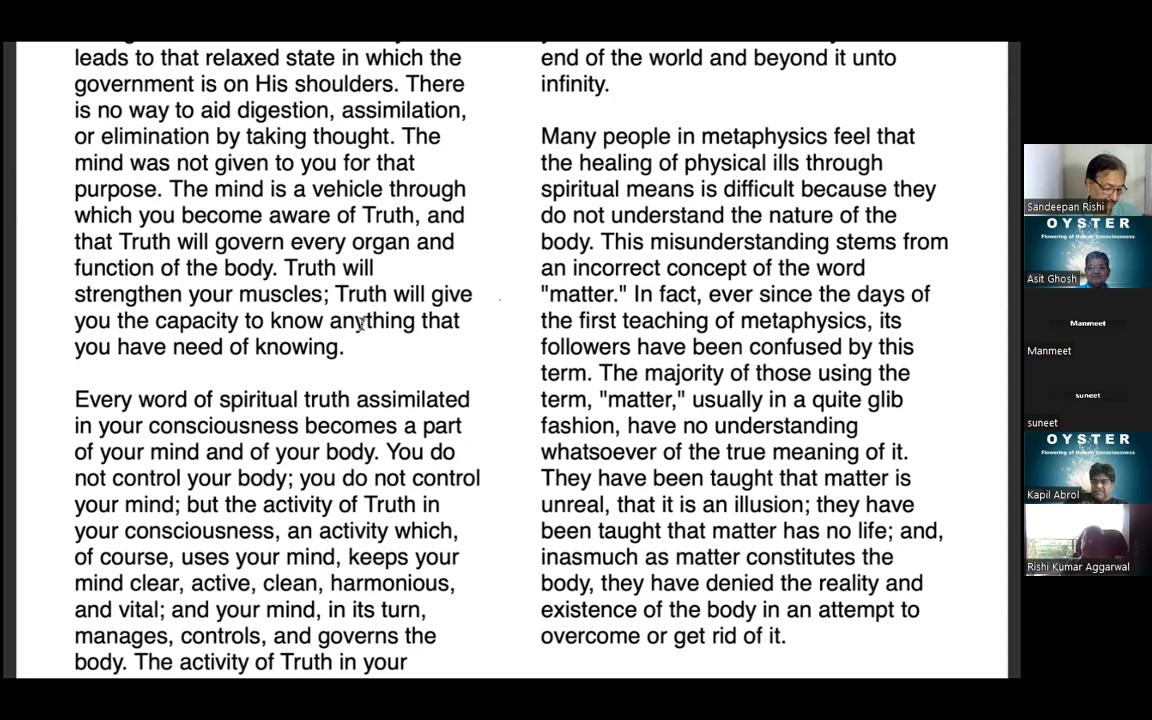 leads to that relaxed state in which the
government is on His shoulders. There
is no way to aid digestion, assimilation,
or elimination by taking thought. The
mind was not given to you for that
purpose. The mind is a vehicle through
which you become aware of Truth, and
that Truth will govern every organ and
function of the body. Truth will
strengthen your muscles; Truth will give
you the capacity to know anything that
you have need of knowing.
Every word of spiritual truth assimilated
in your consciousness becomes a part
of your mind and of your body. You do
not control your body; you do not control
your mind; but the activity of Truth in
your consciousness, an activity which,
of course, uses your mind, keeps your
mind clear, active, clean, harmonious,
and vital; and your mind, in its turn,
manages, controls, and governs the
body. The activity of Truth in your
end of the world and beyond it unto
infinity.
Many people in metaphysics feel that
the healing of physical ills through
spiritual means is difficult because they
do not understand the nature of the
body. This misunderstanding stems from
an incorrect concept of the word
"matter." In fact, ever since the days of
the first teaching of metaphysics, its
followers have been confused by this
term. The majority of those using the
term, "matter," usually in a quite glib
fashion, have no understanding
whatsoever of the true meaning of it.
They have been taught that matter is
unreal, that it is an illusion; they have
been taught that matter has no life; and,
inasmuch as matter constitutes the
body, they have denied the reality and
existence of the body in an attempt to
overcome or get rid of it.
Sandeepan Rishi
OYSTER
Flowering of Human Consciousness
Asit Ghosh
Manmeet
Manmeet
suneet
suneet
OYSTER
Flowering of Human Consciousness
Kapil Abrol
Rishi Kumar Aggarwal